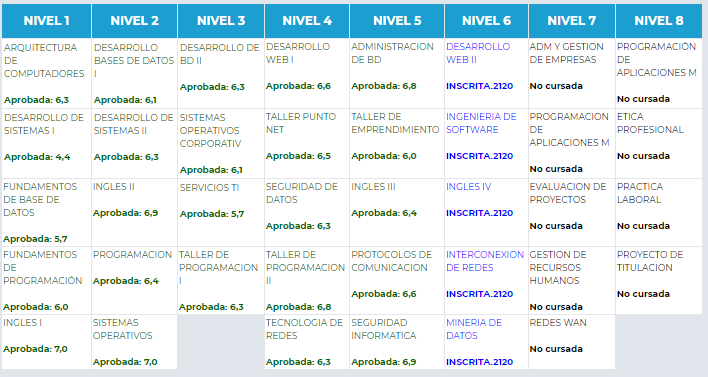 NIVEL 1 NIVEL 2 NIVEL 3 NIVEL 4 NIVEL 5 NIVEL 6 NIVEL 7 NIVEL 8
ARQUITECTURA DE COMPUTADORES
Aprobada: 6,3
DESARROLLO BASES DE DATOS I
Aprobada: 6,1
DESARROLLO DE BD II
Aprobada: 6,3
DESARROLLO WEB I
Aprobada: 6,6
ADMINISTRACION DE BD
Aprobada: 6,8
DESARROLLO WEB II
INSCRITA.2120
ADM Y GESTION DE EMPRESAS
No cursada
PROGRAMACIÓN DE APLICACIONES M
No cursada
DESARROLLO DE SISTEMAS I
Aprobada: 4,4
DESARROLLO DE SISTEMAS II
Aprobada: 6,3
SISTEMAS OPERATIVOS CORPORATIV
Aprobada: 6,1
TALLER PUNTO NET
Aprobada: 6,5
TALLER DE EMPRENDIMIENTO
Aprobada: 6,0
INGENIERIA DE SOFTWARE
INSCRITA.2120
PROGRAMACION DE APLICACIONES M
No cursada
ETICA PROFESIONAL
No cursada
FUNDAMENTOS DE BASE DE DATOS
Aprobada: 5,7
INGLES II
Aprobada: 6,9
SERVICIOS TI
Aprobada: 5,7
SEGURIDAD DE DATOS
Aprobada: 6,3
INGLES III
Aprobada: 6,4
INGLES IV
INSCRITA.2120
EVALUACION DE PROYECTOS
No cursada
PRACTICA LABORAL
No cursada
FUNDAMENTOS DE PROGRAMACIÓN
Aprobada: 6,0
PROGRAMACION
Aprobada: 6,4
TALLER DE PROGRAMACION I
Aprobada: 6,3
TALLER DE PROGRAMACION II
Aprobada: 6,8
PROTOCOLOS DE COMUNICACION
Aprobada: 6,6
INTERCONEXION DE REDES
INSCRITA.2120
GESTION DE RECURSOS HUMANOS
No cursada
PROYECTO DE TITULACION
No cursada
INGLES I
Aprobada: 7,0
SISTEMAS OPERATIVOS
Aprobada: 7,0
TECNOLOGIA DE REDES
Aprobada: 6,3
SEGURIDAD INFORMATICA
Aprobada: 6,9
MINERIA DE DATOS
INSCRITA.2120
REDES WAN
No cursada